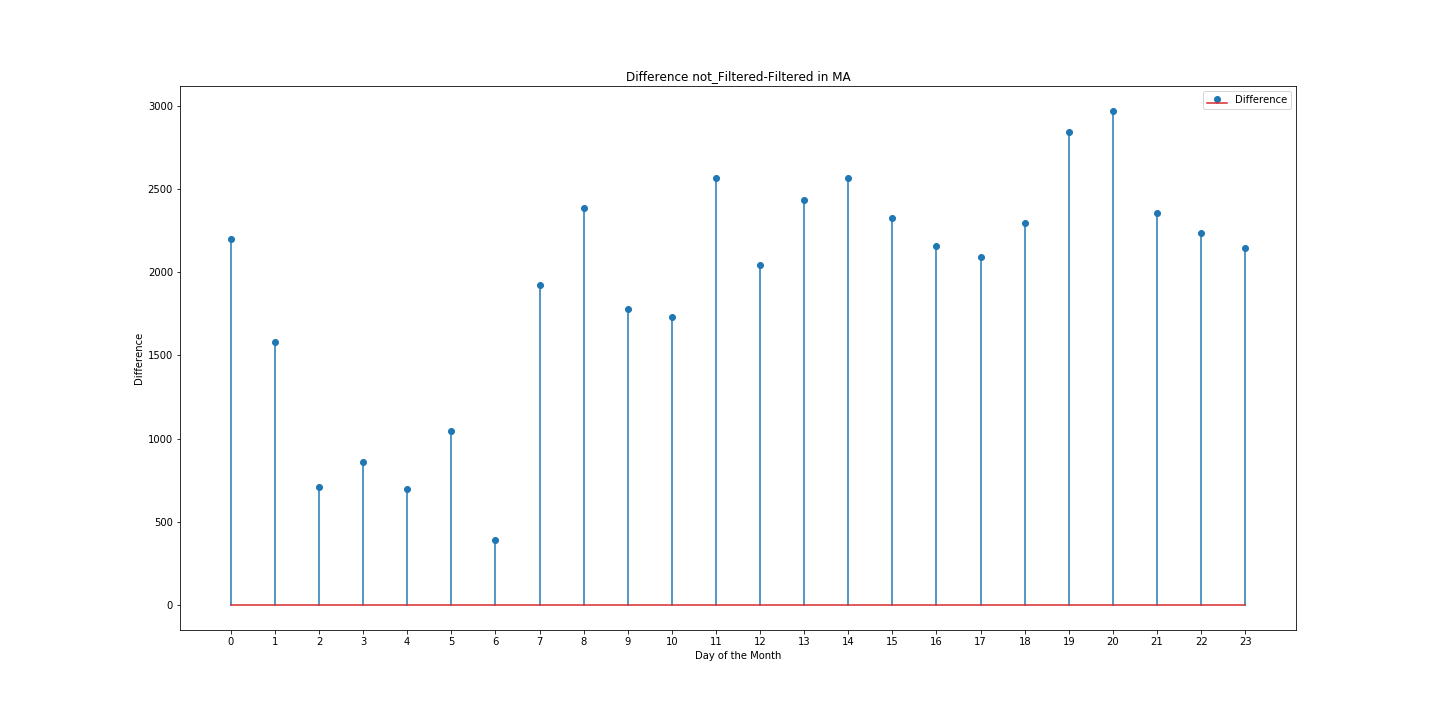 Difference not_Filtered-Filtered in MA
Difference
3000
2500
2000
1500
1000
500
0
Difference
0 1 2 3 4 5 6 7 8 9 10 11 12 13 14 15 16 17 18 19 20 21 22 23
Day of the Month